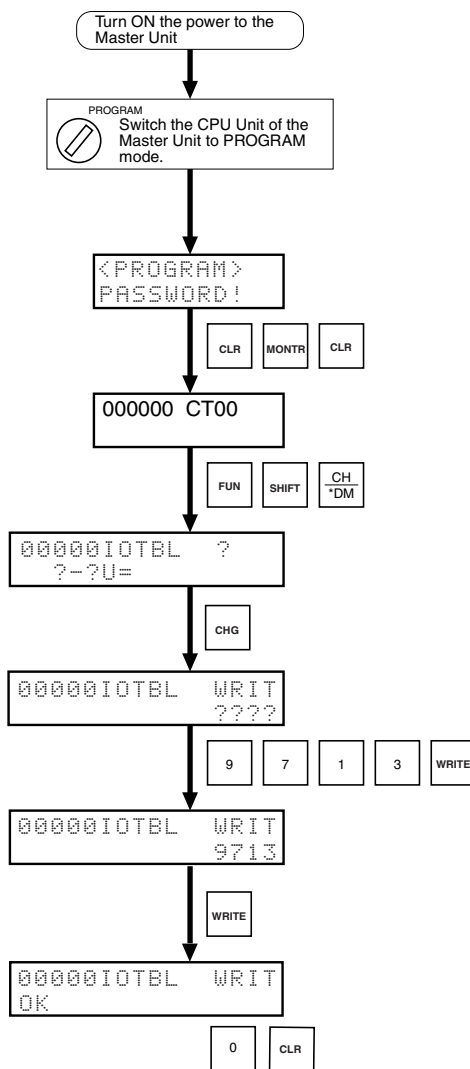 Turn ON the power to the
Master Unit
PROGRAM
Switch the CPU Unit of the
Master Unit to PROGRAM
mode.
<PROGRAM>
PASSWORD!
CLR MONTR CLR
000000 CT00
FUN SHIFT CH
*DM
00000IOTBL ?
?-?U=
CHG
00000IOTBL WRIT
????
9 7 1 3 WRITE
00000IOTBL WRIT
9713
WRITE
00000IOTBL WRIT
OK
0 CLR